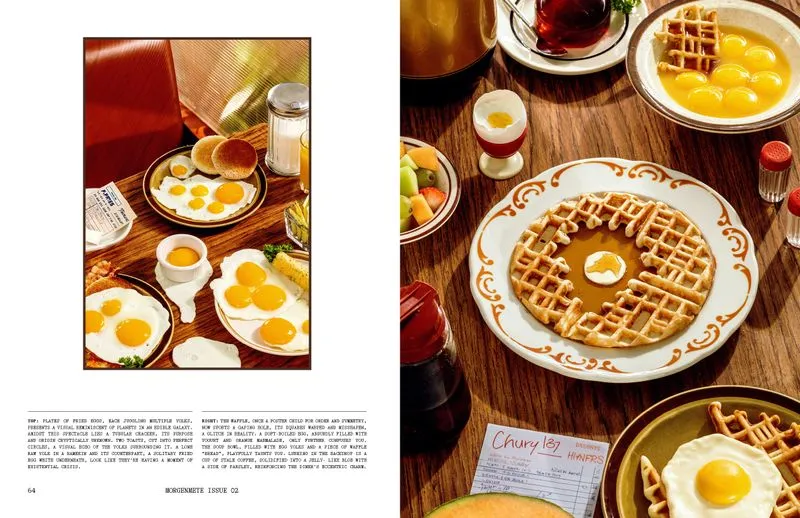 TOP: PLATES OF FRIED EGGS, EACH JUGGLING MULTIPLE YOLKS,
PRESENTS A VISUAL REMINISCENT OF PLANETS IN AN EDIBLE GALAXY.
AMIDST THIS SPECTACLE LIES A TUBULAR CRACKER, ITS PURPOSE
AND ORIGIN CRYPTICALLY UNKNOWN. TWO TOASTS, CUT INTO PERFECT
CIRCLES, A VISUAL ECHO OF THE YOLKS SURROUNDING IT. A LONE
RAW YOLK IN A RAMEKIN AND ITS COUNTERPART, A SOLITARY FRIED
EGG WHITE UNDERNEATH, LOOK LIKE THEY'RE HAVING A MOMENT OF
EXISTENTIAL CRISIS.
RIGHT: THE WAFFLE, ONCE A POSTER CHILD FOR ORDER AND SYMMETRY,
NOW SPORTS A GAPING HOLE, ITS SQUARES WARPED AND MISSHAPEN,
A GLITCH IN REALITY. A SOFT-BOILED EGG, ABSURDLY FILLED WITH
YOGURT AND ORANGE MARMALADE, ONLY FURTHER CONFUSES YOU.
THE SOUP BOWL, FILLED WITH EGG YOLKS AND A PIECE OF WAFFLE
"BREAD", PLAYFULLY TAUNTS YOU. LURKING IN THE BACKDROP IS A
CUP OF STALE COFFEE, SOLIDIFIED INTO A JELLY- LIKE BLOB WITH
A SIDE OF PARSLEY, REINFORCING THE DINER'S ECCENTRIC CHARM.
64
MORGENMETE ISSUE 02